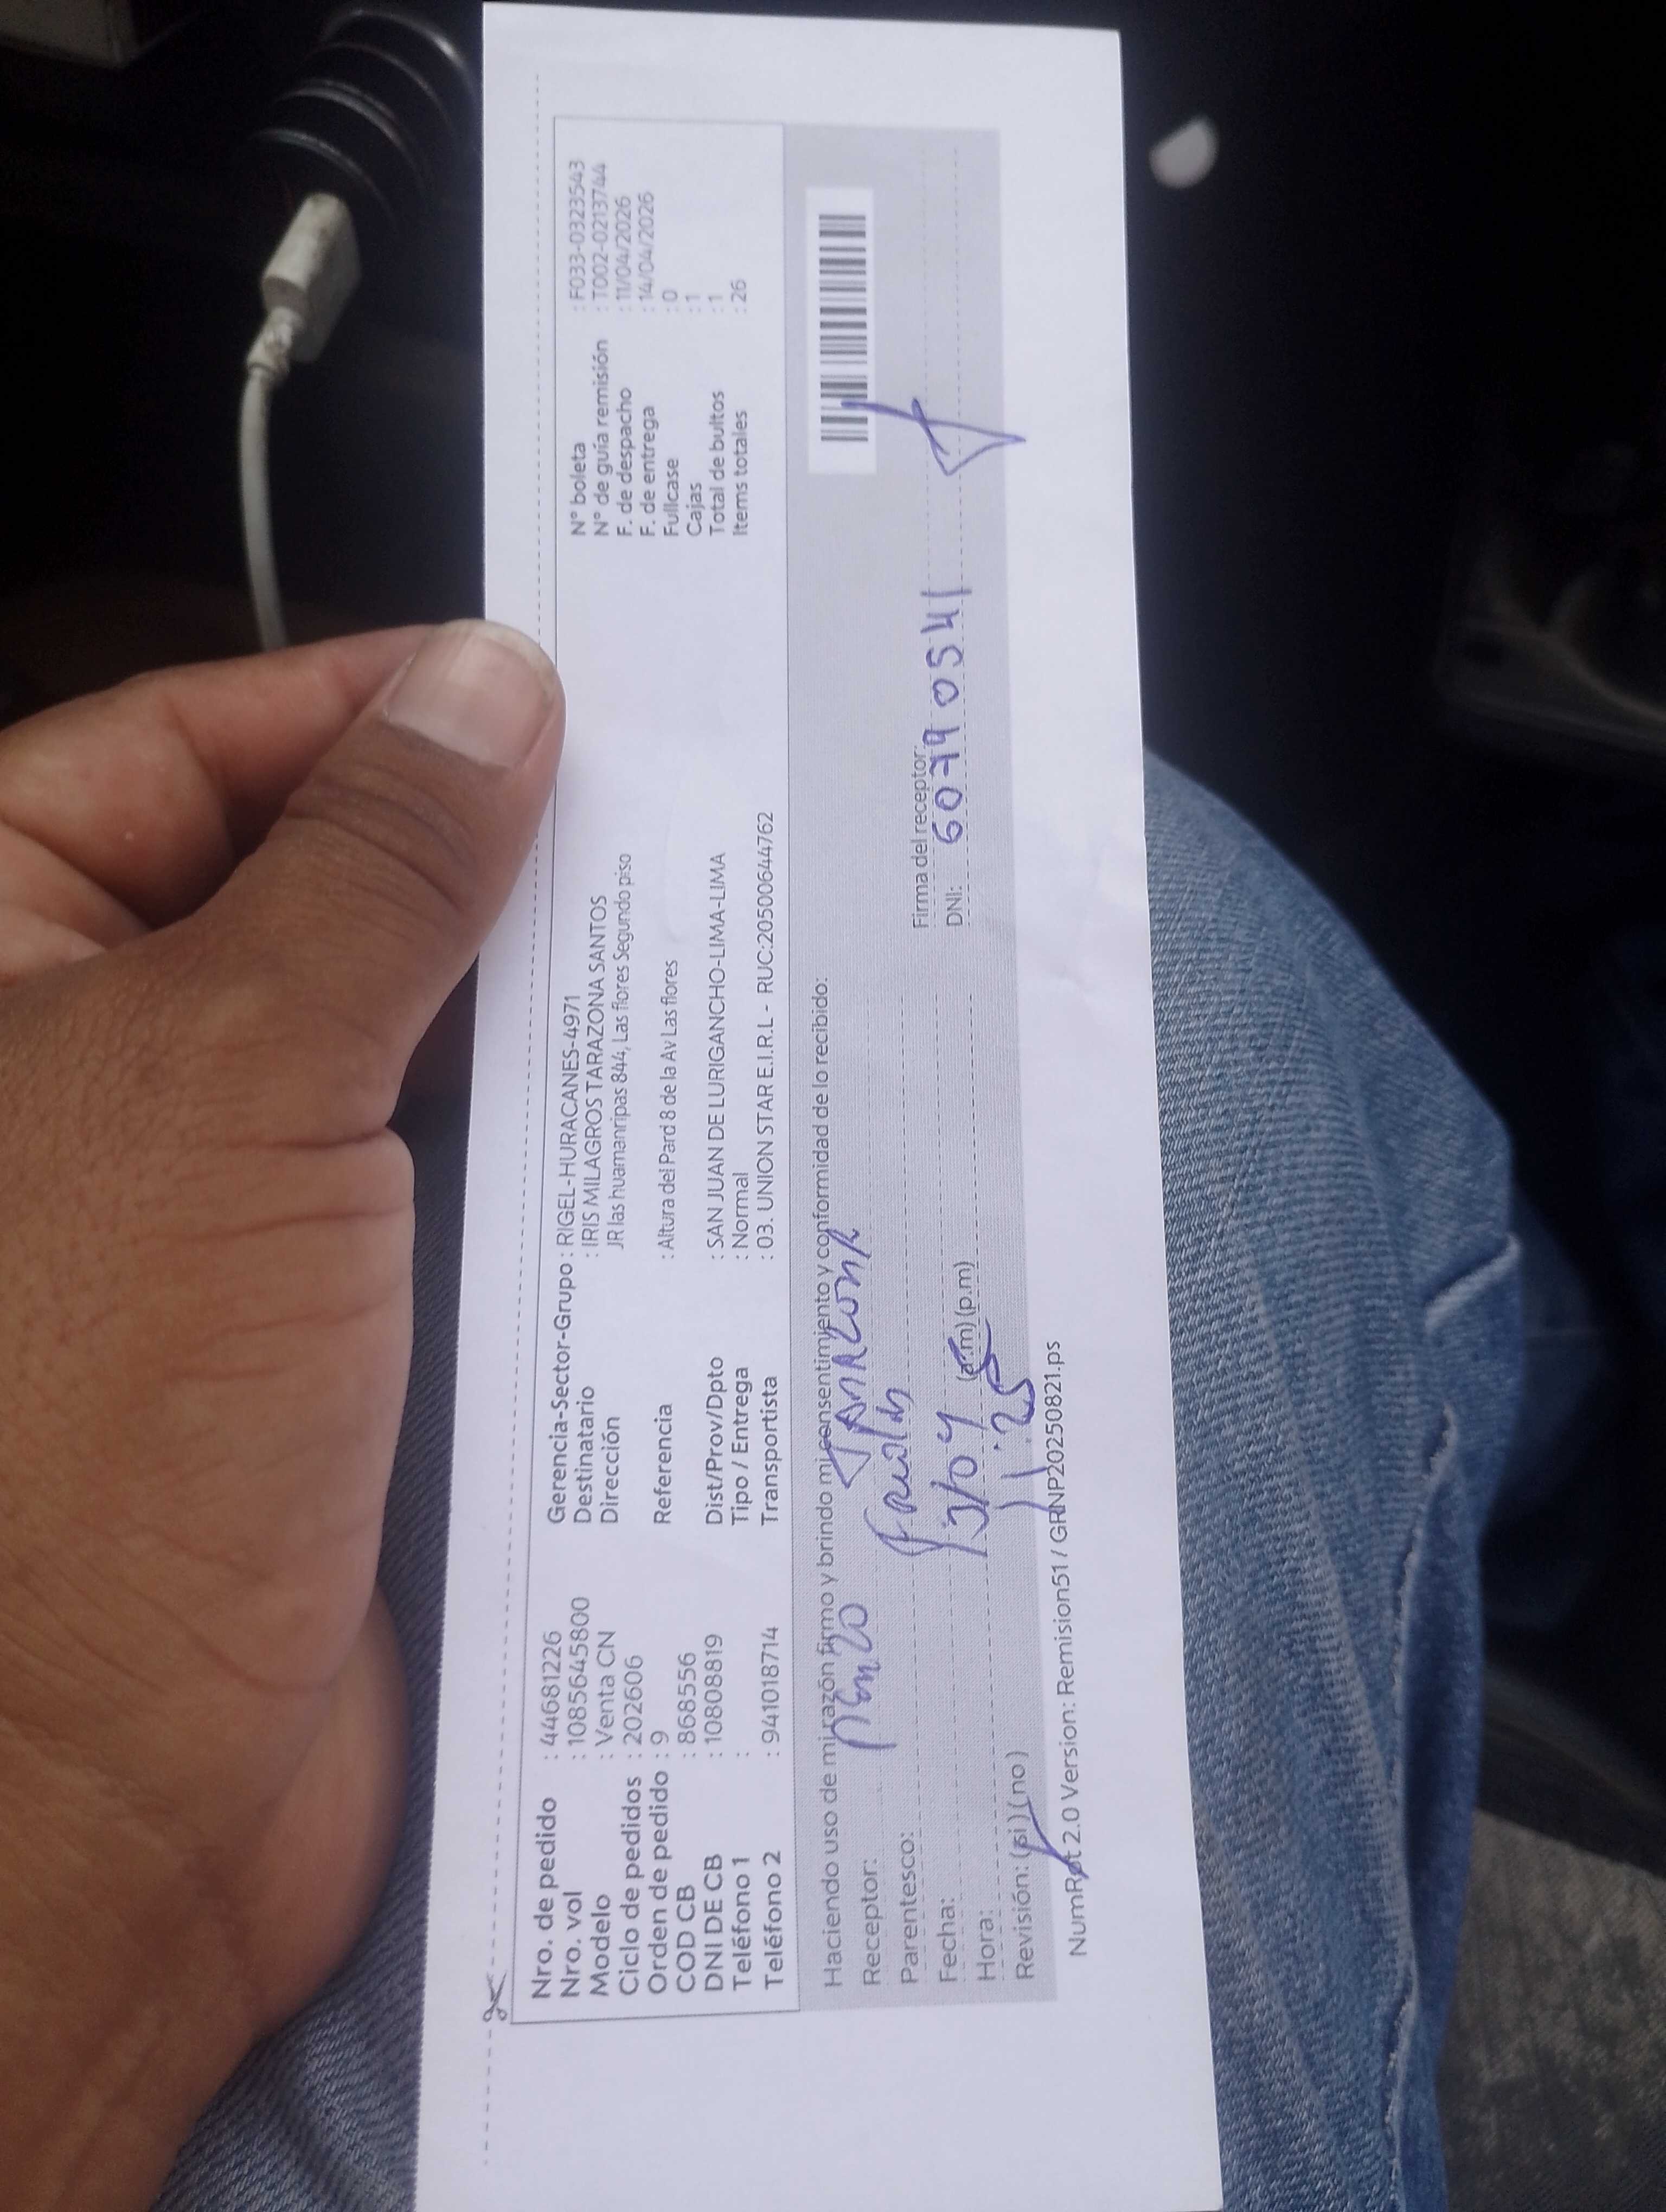 Nro. de pedido : 44681226
Nro. vol : 1085645800
Modelo : Venta CN
Ciclo de pedidos : 202606
Orden de pedido : 9
COD CB : 868556
DNI DE CB : 10808819
Teléfono 1 :
Teléfono 2 : 941018714
Gerencia-Sector-Grupo : RIGEL-HURACANES-4971
Destinatario : IRIS MILAGROS TARAZONA SANTOS
Dirección JR las huamanripas 844, Las flores Segundo piso
Referencia : Altura del Pard 8 de la Av Las flores
Dist/Prov/Dpto : SAN JUAN DE LURIGANCHO-LIMA-LIMA
Tipo / Entrega : Normal
Transportista : 03. UNION STAR E.I.R.L - RUC:20500644762
N° boleta : F033-0323543
N° de guía remisión : T002-0213744
F. de despacho : 11/04/2026
F. de entrega : 14/04/2026
Fullcase : 0
Cajas : 1
Total de bultos : 1
Items totales : 26
Haciendo uso de mi razón firmo y brindo mi consentimiento y conformidad de lo recibido:
Receptor: TARAZONA
Parentesco:
Fecha: 13/04
Hora: 11:25 (a.m) (p.m)
Revisión: (si) (no)
Firma del receptor:
DNI: 60790541
NumRot 2.0 Version: Remision51 / GRNP20250821.ps